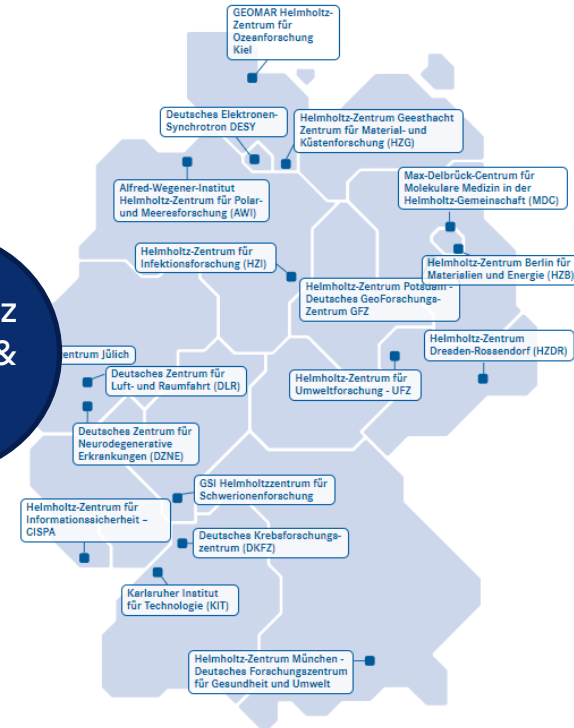 GEOMAR Helmholtz-
Zentrum für
Ozeanforschung
Kiel
Deutsches Elektronen-
Synchrotron DESY
Helmholtz-Zentrum Geesthacht
Zentrum für Material- und
Küstenforschung (HZG)
Alfred-Wegener-Institut
Helmholtz-Zentrum für Polar-
und Meeresforschung (AWI)
Max-Delbrück-Centrum für
Molekulare Medizin in der
Helmholtz-Gemeinschaft (MDC)
Helmholtz-Zentrum für
Infektionsforschung (HZI)
Helmholtz-Zentrum Berlin für
Materialien und Energie (HZB)
Helmholtz-Zentrum Potsdam -
Deutsches GeoForschungs-
Zentrum GFZ
z
&
entrum Jülich
Helmholtz-Zentrum
Dresden-Rossendorf (HZDR)
Deutsches Zentrum für
Luft- und Raumfahrt (DLR)
Helmholtz-Zentrum für
Umweltforschung - UFZ
Deutsches Zentrum für
Neurodegenerative
Erkrankungen (DZNE)
GSI Helmholtzzentrum für
Schwerionenforschung
Helmholtz-Zentrum für
Informationssicherheit –
CISPA
Deutsches Krebsforschungs-
zentrum (DKFZ)
Karlsruher Institut
für Technologie (KIT)
Helmholtz-Zentrum München -
Deutsches Forschungszentrum
für Gesundheit und Umwelt